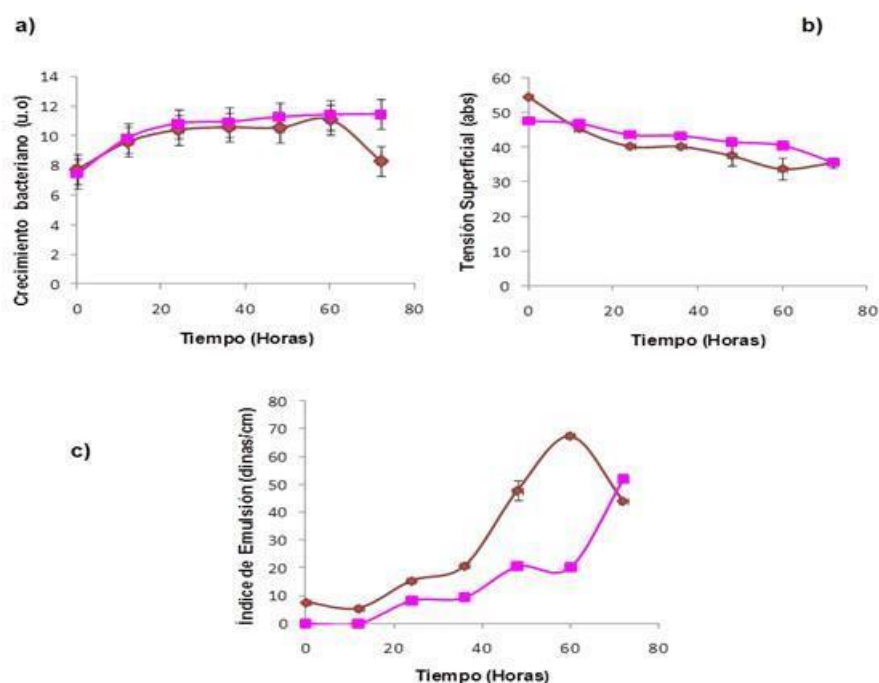 a)
Crecimiento bacteriano (u.o)
14
12
10
8
6
4
2
0
0 20 40 60 80
Tiempo (Horas)
b)
Tensión Superficial (abs)
60
50
40
30
20
10
0
0 20 40 60 80
Tiempo (Horas)
c)
Índice de Emulsión (dinas/cm)
80
70
60
50
40
30
20
10
0
0 20 40 60 80
Tiempo (Horas)